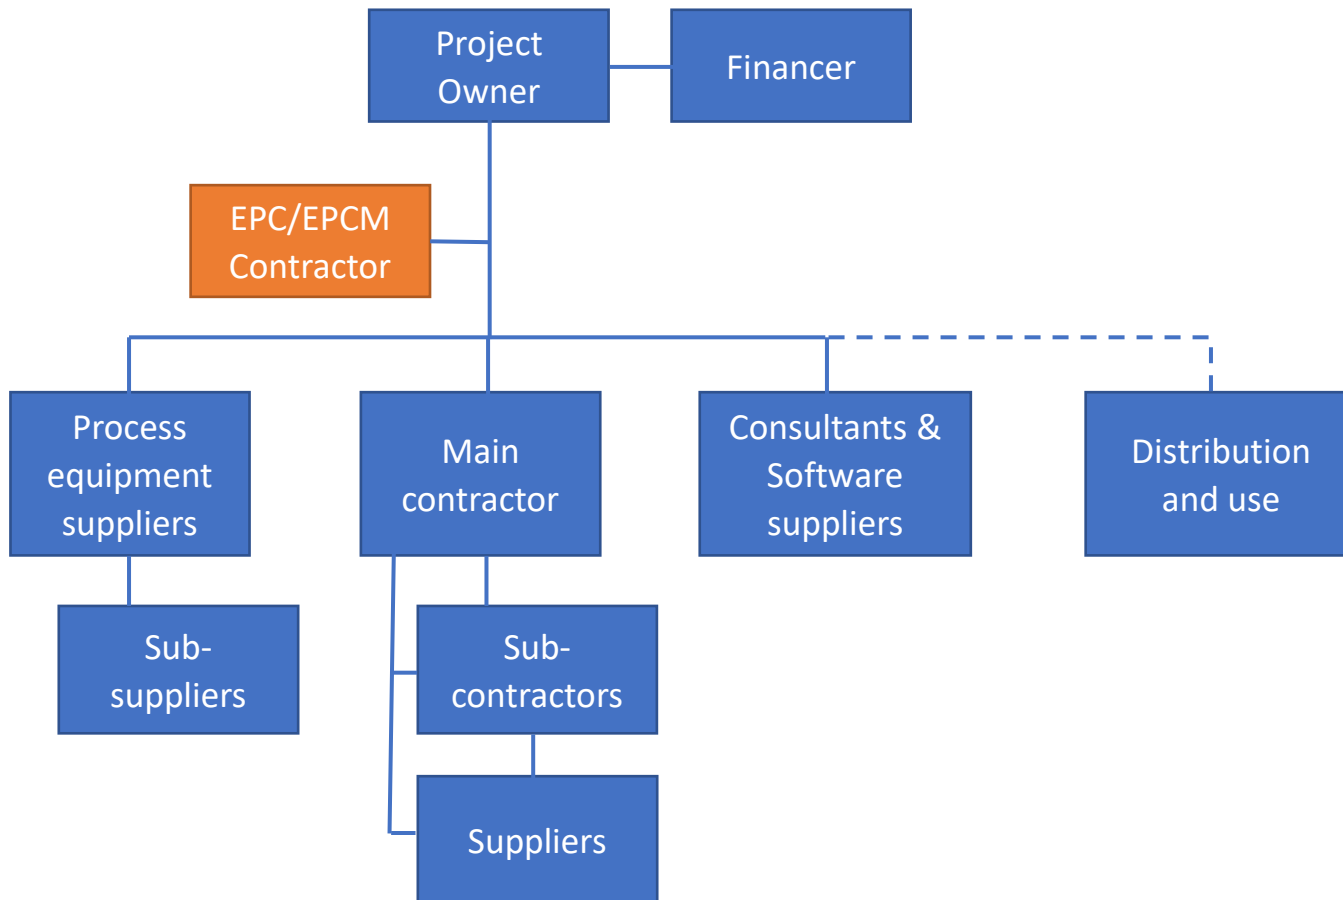 Project
Owner
Financer
EPC/EPCM
Contractor
Process
equipment
suppliers
Main
contractor
Consultants &
Software
suppliers
Distribution
and use
Sub-
suppliers
Sub-
contractors
Suppliers